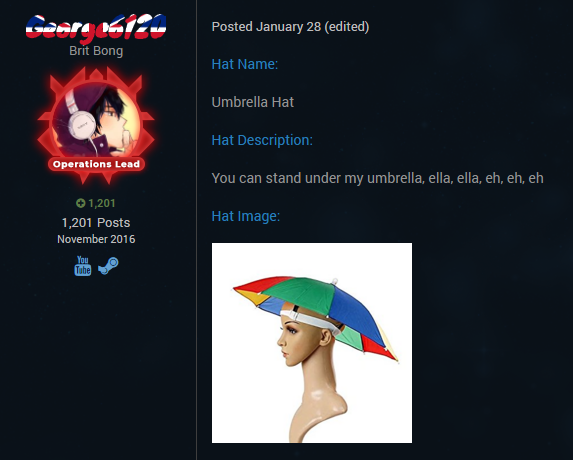 George6120
Brit Bong
Operations Lead
1,201
1,201 Posts
November 2016
You
Tube
Posted January 28 (edited)
Hat Name:
Umbrella Hat
Hat Description:
You can stand under my umbrella, ella, ella, eh, eh, eh
Hat Image: